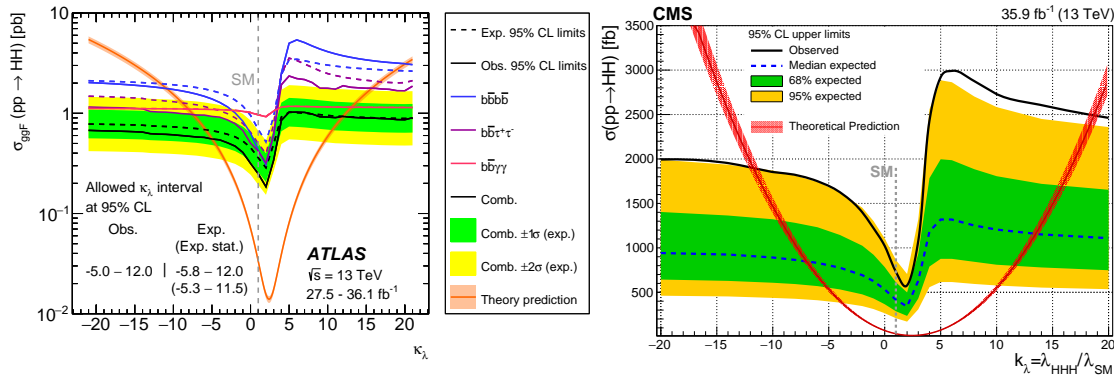 σggF (pp → HH) [pb]
10
1
10⁻¹
10⁻²
SM
Allowed κλ interval
at 95% CL
Obs. Exp.
(Exp. stat.)
-5.0 – 12.0 | -5.8 – 12.0
(-5.3 – 11.5)
ATLAS
√s = 13 TeV
27.5 - 36.1 fb⁻¹
−20 −15 −10 −5 0 5 10 15 20
κλ
Exp. 95% CL limits
Obs. 95% CL limits
bb̄bb̄
bb̄τ⁺τ⁻
bb̄γγ
Comb.
Comb. ±1σ (exp.)
Comb. ±2σ (exp.)
Theory prediction
CMS 35.9 fb⁻¹ (13 TeV)
σ(pp→HH) [fb]
3500
3000
2500
2000
1500
1000
500
95% CL upper limits
Observed
Median expected
68% expected
95% expected
Theoretical Prediction
SM
−20 −15 −10 −5 0 5 10 15 20
kλ=λHHH/λSM